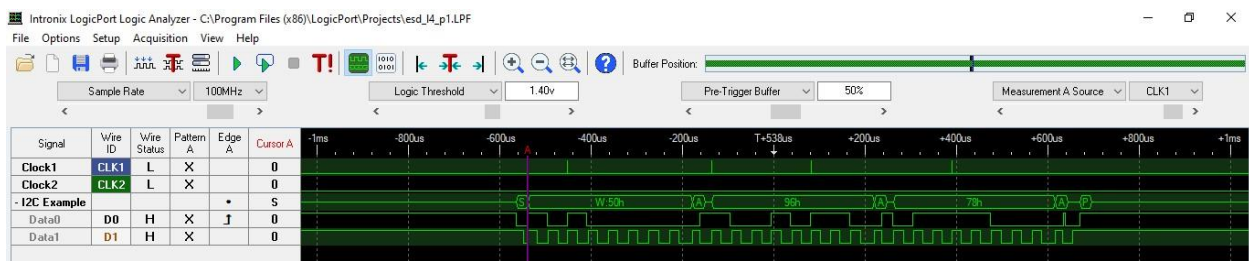 Intronix LogicPort Logic Analyzer - C:\Program Files (x86)\LogicPort\Projects\esd_l4_p1.LPF
File Options Setup Acquisition View Help
T! 1010 0101 T ? Buffer Position:
Sample Rate 100MHz Logic Threshold 1.40v Pre-Trigger Buffer 50% Measurement A Source CLK1
Signal Wire ID Wire Status Pattern A Edge A Cursor A -1ms -800us -600us -400us -200us T+538us +200us +400us +600us +800us +1ms
A
Clock1 CLK1 L X 0
Clock2 CLK2 L X 0
- I2C Example S S W 50h A 96h A 78h A P
Data0 D0 H X 0
Data1 D1 H X 0